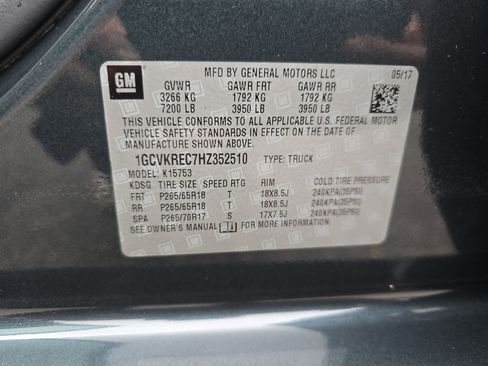 GM
MFD BY GENERAL MOTORS LLC 05/17
GVWR GAWR FRT GAWR RR
3266 KG 1792 KG 1792 KG
7200 LB 3950 LB 3950 LB
THIS VEHICLE CONFORMS TO ALL APPLICABLE U.S. FEDERAL MOTOR
VEHICLE SAFETY STANDARDS IN EFFECT ON THE DATE OF
MANUFACTURE SHOWN ABOVE.
1GCVKREC7HZ352510 TYPE: TRUCK
MODEL: K15753
KDSG TIRE SIZE SPEED RTG RIM COLD TIRE PRESSURE
FRT P265/65R18 T 18X8.5J 240KPA(35PSI)
RR P265/65R18 T 18X8.5J 240KPA(35PSI)
SPA P265/70R17 S 17X7.5J 240KPA(35PSI)
SEE OWNER'S MANUAL